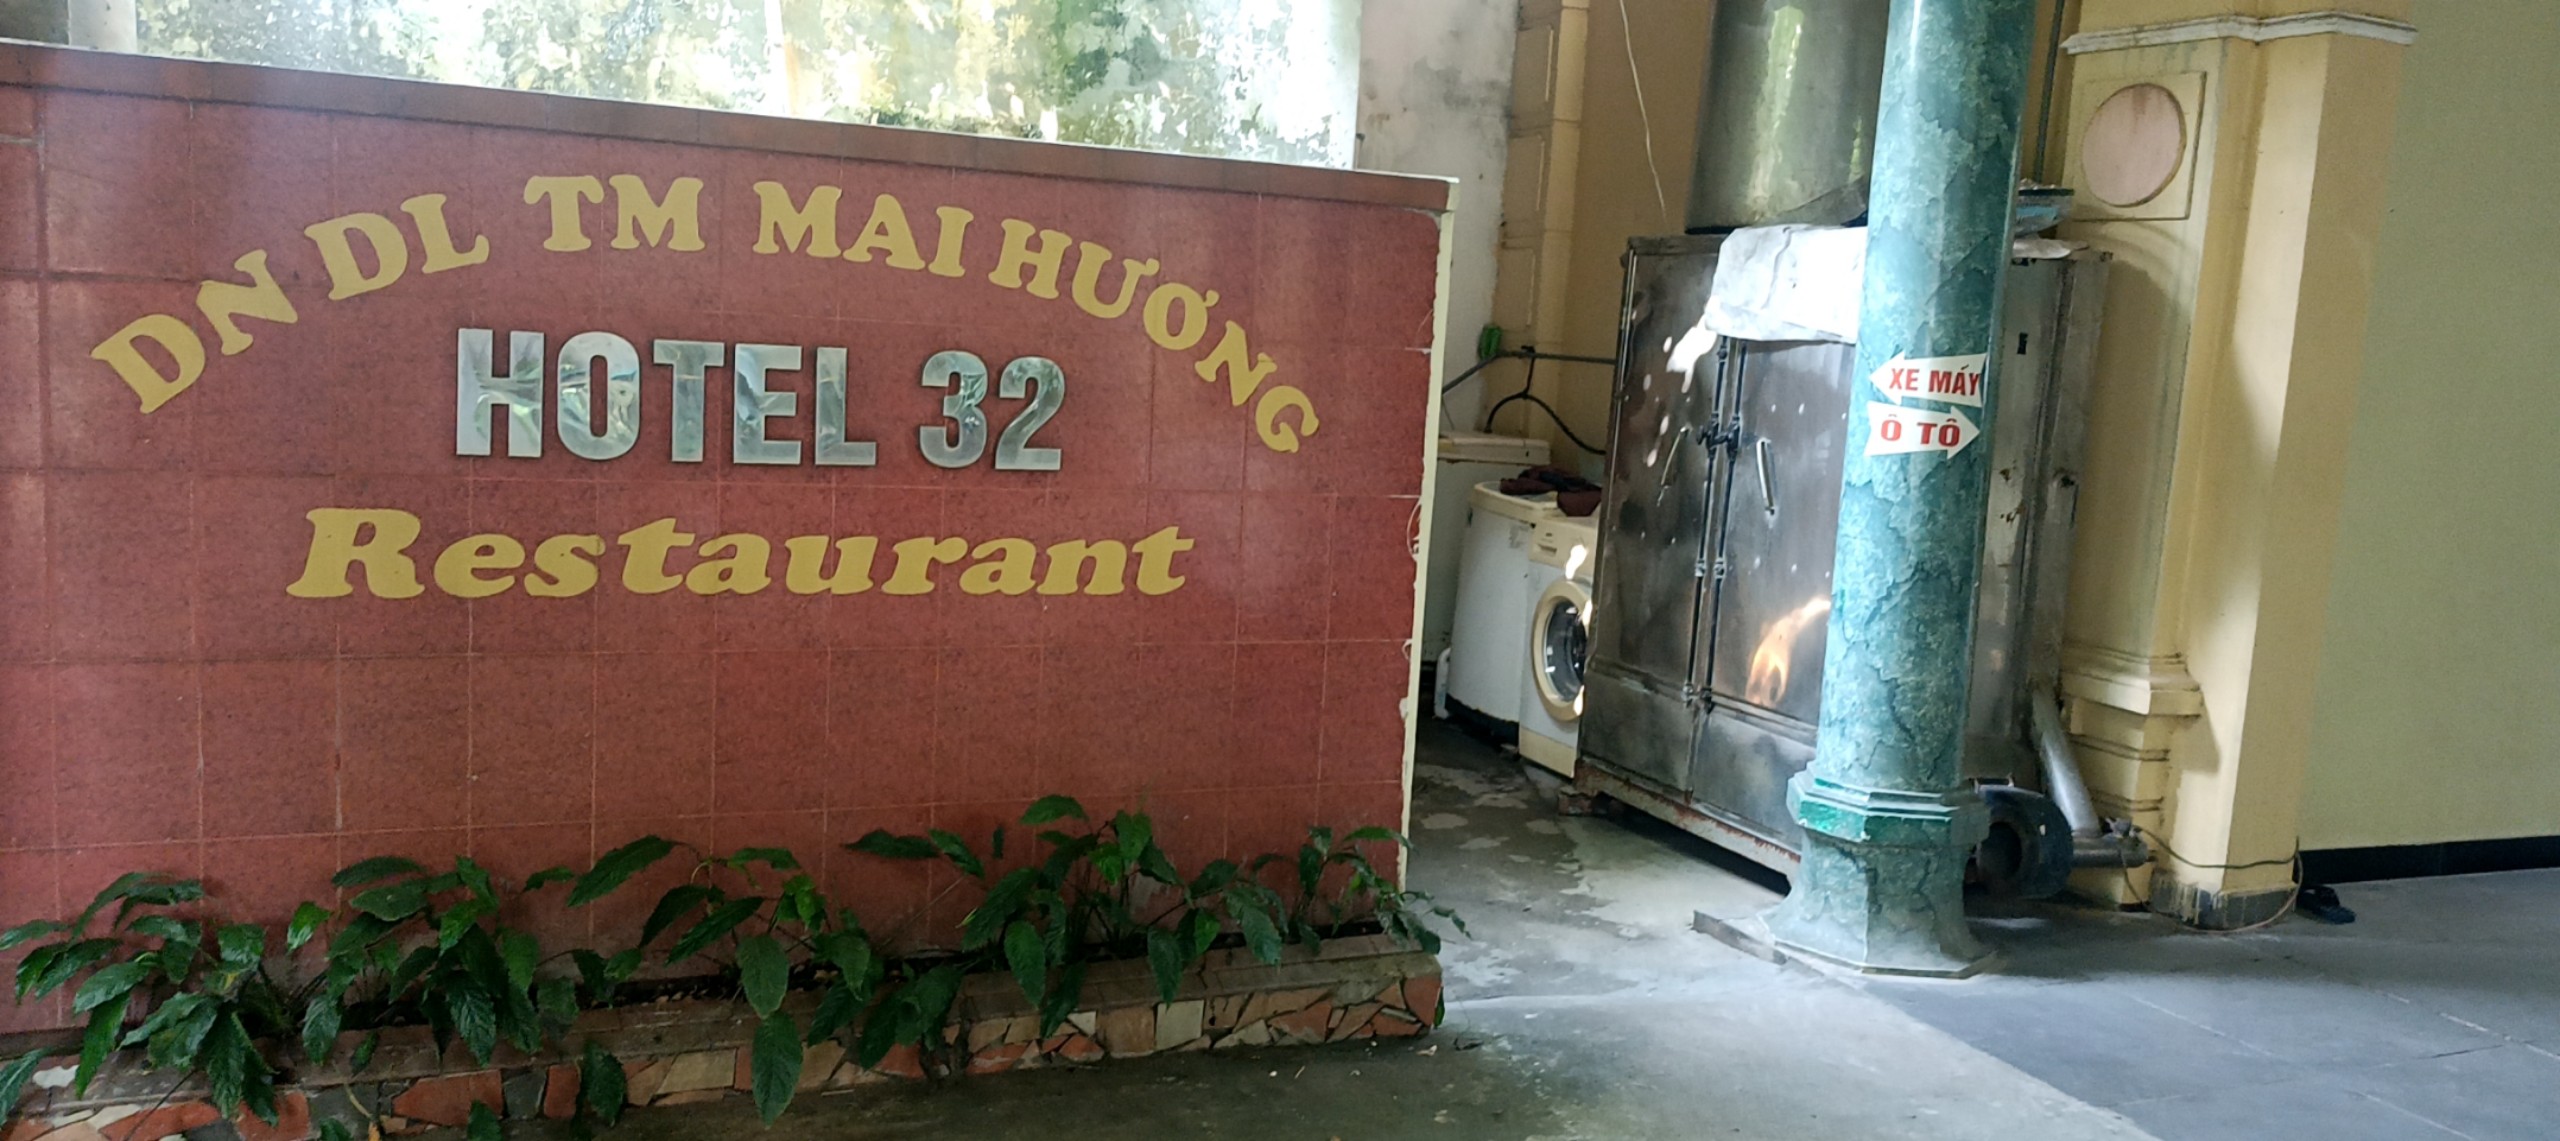 DN DL TM MAI HƯƠNG
HOTEL 32
Restaurant
XE MÁY
Ô TÔ